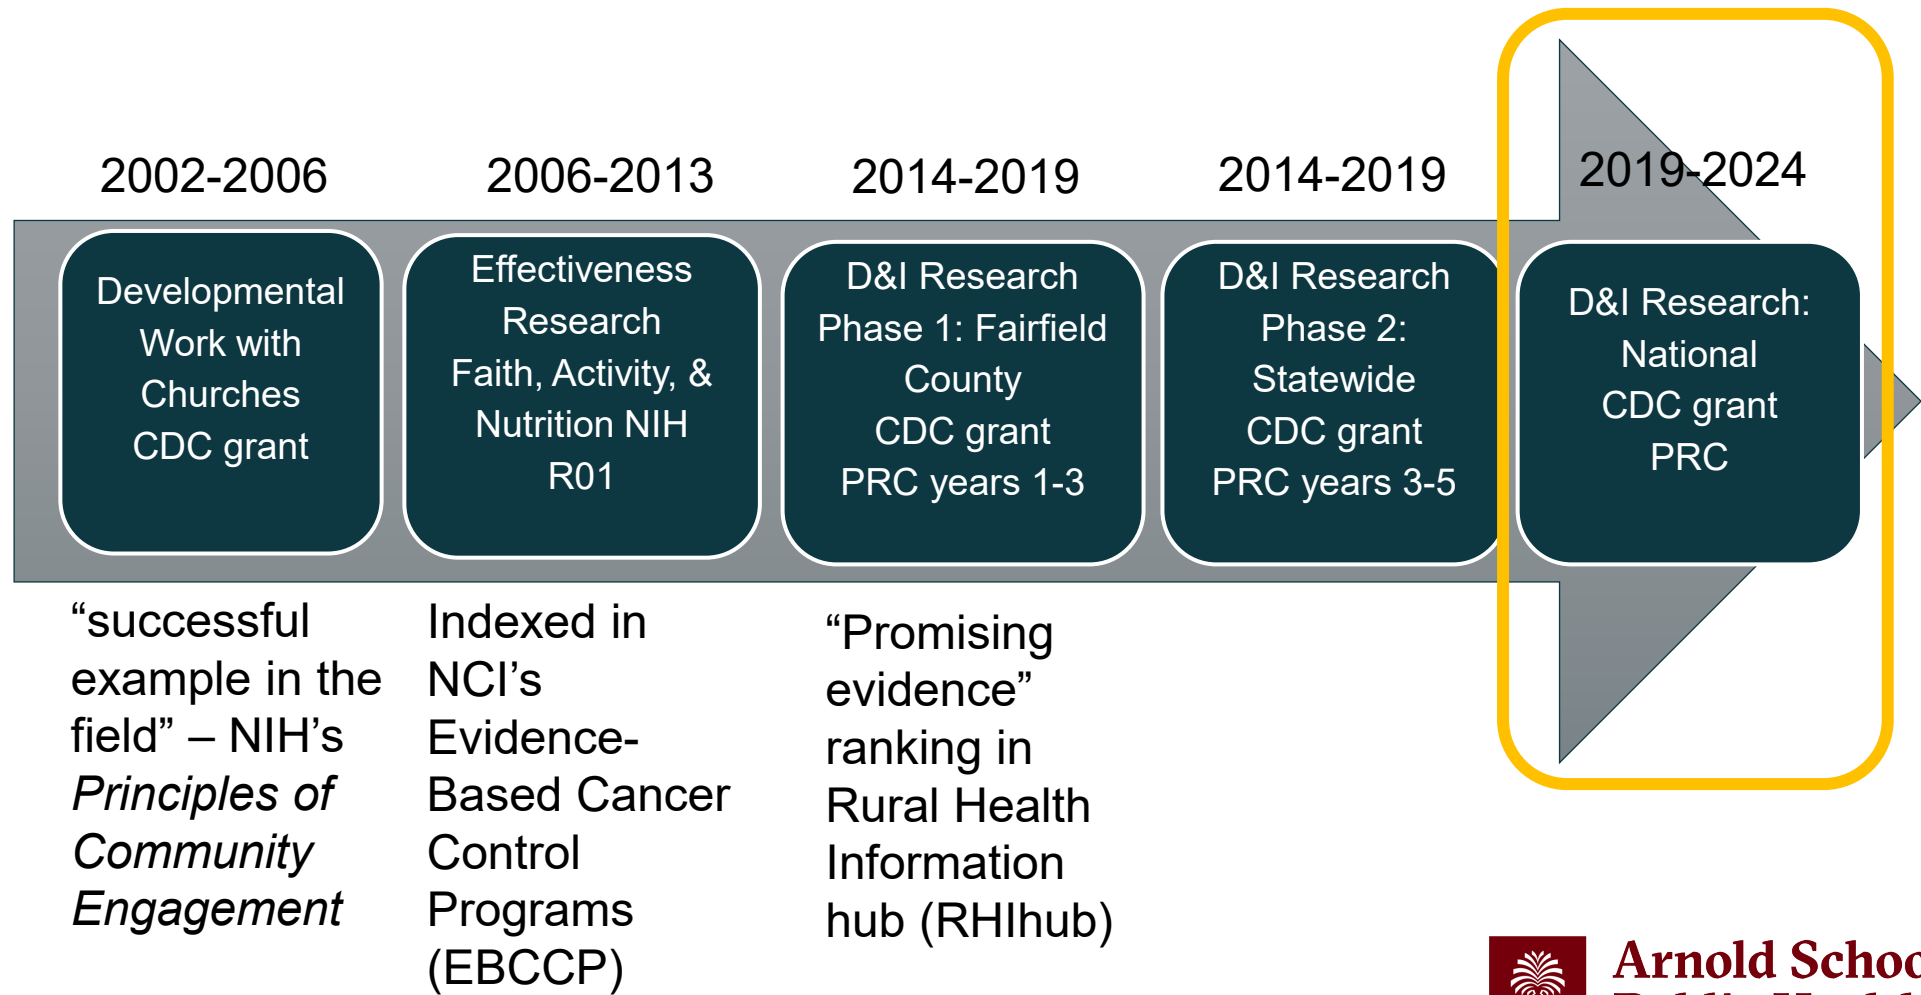 2002-2006
2006-2013
2014-2019
2014-2019
2019-2024
Developmental
Work with
Churches
CDC grant
Effectiveness
Research
Faith, Activity, &
Nutrition NIH
R01
D&I Research
Phase 1: Fairfield
County
CDC grant
PRC years 1-3
D&I Research
Phase 2:
Statewide
CDC grant
PRC years 3-5
D&I Research:
National
CDC grant
PRC
“successful
example in the
field” – NIH’s
Principles of
Community
Engagement
Indexed in
NCI’s
Evidence-
Based Cancer
Control
Programs
(EBCCP)
“Promising
evidence”
ranking in
Rural Health
Information
hub (RHIhub)
Arnold Schoo